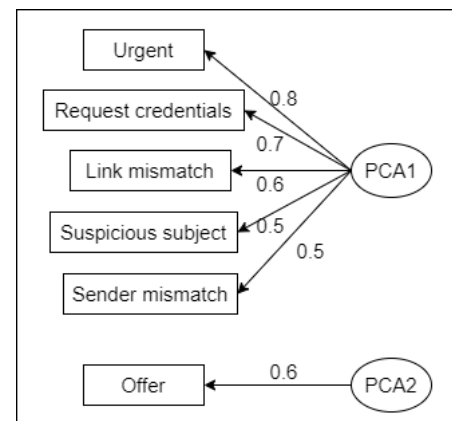 Urgent
0.8
Request credentials
0.7
Link mismatch
PCA1
0.6
Suspicious subject
0.5
0.5
Sender mismatch
Offer
0.6
PCA2